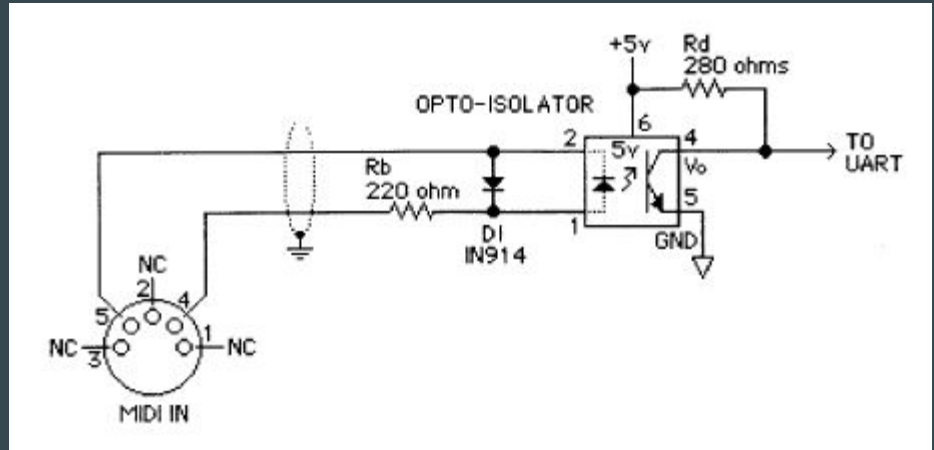 +5v
Rd
280 ohms
OPTO-ISOLATOR
6
2
4
5v
Vo
TO
UART
Rb
220 ohm
5
1
D1
IN914
GND
NC
2
5
4
NC
3
1
NC
MIDI IN